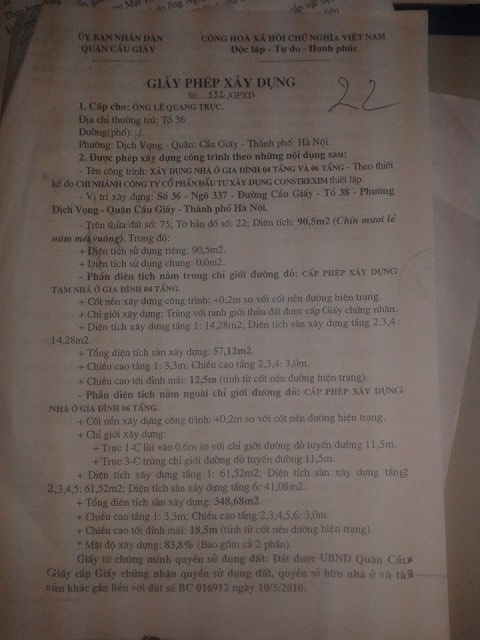 ỦY BAN NHÂN DÂN
QUẬN CẦU GIẤY
CỘNG HOÀ XÃ HỘI CHỦ NGHĨA VIỆT NAM
Độc lập - Tự do - Hạnh phúc
GIẤY PHÉP XÂY DỰNG
Số: 532 /GPXD
22
1. Cấp cho: ÔNG LÊ QUANG TRỰC.
Địa chỉ thường trú: Tổ 36
Đường(phố): ./.
Phường: Dịch Vọng - Quận: Cầu Giấy - Thành phố: Hà Nội.
2. Được phép xây dựng công trình theo những nội dung sau:
- Tên công trình: XÂY DỰNG NHÀ Ở GIA ĐÌNH 04 TẦNG VÀ 06 TẦNG - Theo thiết
kế do CHI NHÁNH CÔNG TY CỔ PHẦN ĐẦU TƯ XÂY DỰNG CONSTREXIM thiết lập.
- Vị trí xây dựng: Số 36 - Ngõ 337 - Đường Cầu Giấy - Tổ 38 - Phường
Dịch Vọng - Quận Cầu Giấy - Thành phố Hà Nội.
- Trên thửa đất số: 75; Tờ bản đồ số: 22; Diện tích: 90,5m2 (Chín mươi lẻ
năm mét vuông). Trong đó:
+ Diện tích sử dụng riêng: 90,5m2.
+ Diện tích sử dụng chung: 0,0m2.
- Phần diện tích nằm trong chỉ giới đường đỏ: CẤP PHÉP XÂY DỰNG
TẠM NHÀ Ở GIA ĐÌNH 04 TẦNG.
+ Cốt nền xây dựng công trình: +0,2m so với cốt nền đường hiện trạng.
+ Chỉ giới xây dựng: Trùng với ranh giới thửa đất được cấp Giấy chứng nhận.
+ Diện tích xây dựng tầng 1: 14,28m2; Diện tích sàn xây dựng tầng 2,3,4:
14,28m2.
+ Tổng diện tích sàn xây dựng: 57,12m2.
+ Chiều cao tầng 1: 3,3m; Chiều cao tầng 2,3,4: 3,0m.
+ Chiều cao tới đỉnh mái: 12,5m (tính từ cốt nền đường hiện trạng).
- Phần diện tích nằm ngoài chỉ giới đường đỏ: CẤP PHÉP XÂY DỰNG
NHÀ Ở GIA ĐÌNH 06 TẦNG.
+ Cốt nền xây dựng công trình: +0,2m so với cốt nền đường hiện trạng.
+ Chỉ giới xây dựng:
+ Trục 1-C lùi vào 0,6m so với chỉ giới đường đỏ tuyến đường 11,5m.
+ Trục 3-C trùng chỉ giới đường đỏ tuyến đường 11,5m.
+ Diện tích xây dựng tầng 1: 61,52m2; Diện tích sàn xây dựng tầng
2,3,4,5: 61,52m2; Diện tích sàn xây dựng tầng 6: 41,08m2.
+ Tổng diện tích sàn xây dựng: 348,68m2.
+ Chiều cao tầng 1: 3,3m; Chiều cao tầng 2,3,4,5,6: 3,0m.
+ Chiều cao tới đỉnh mái: 18,5m (tính từ cốt nền đường hiện trạng).
* Mật độ xây dựng: 83,8% (Bao gồm cả 2 phần).
Giấy tờ chứng minh quyền sử dụng đất: Đất được UBND Quận Cầu
Giấy cấp Giấy chứng nhận quyền sử dụng đất, quyền sở hữu nhà ở và tài
sản khác gắn liền với đất số BC 016912 ngày 10/5/2010.